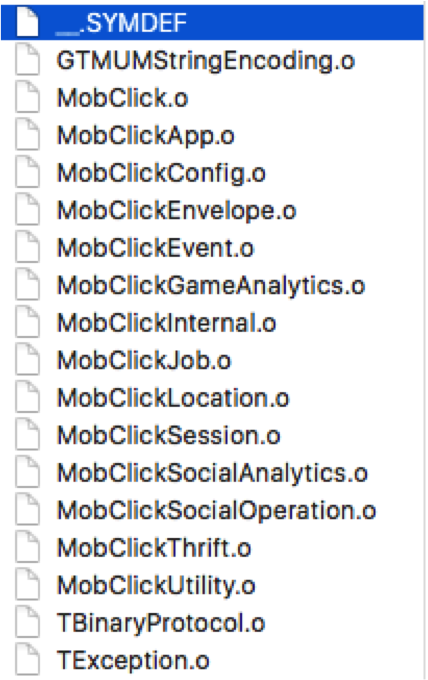 __.SYMDEF
GTMUMStringEncoding.o
MobClick.o
MobClickApp.o
MobClickConfig.o
MobClickEnvelope.o
MobClickEvent.o
MobClickGameAnalytics.o
MobClickInternal.o
MobClickJob.o
MobClickLocation.o
MobClickSession.o
MobClickSocialAnalytics.o
MobClickSocialOperation.o
MobClickThrift.o
MobClickUtility.o
TBinaryProtocol.o
TException.o